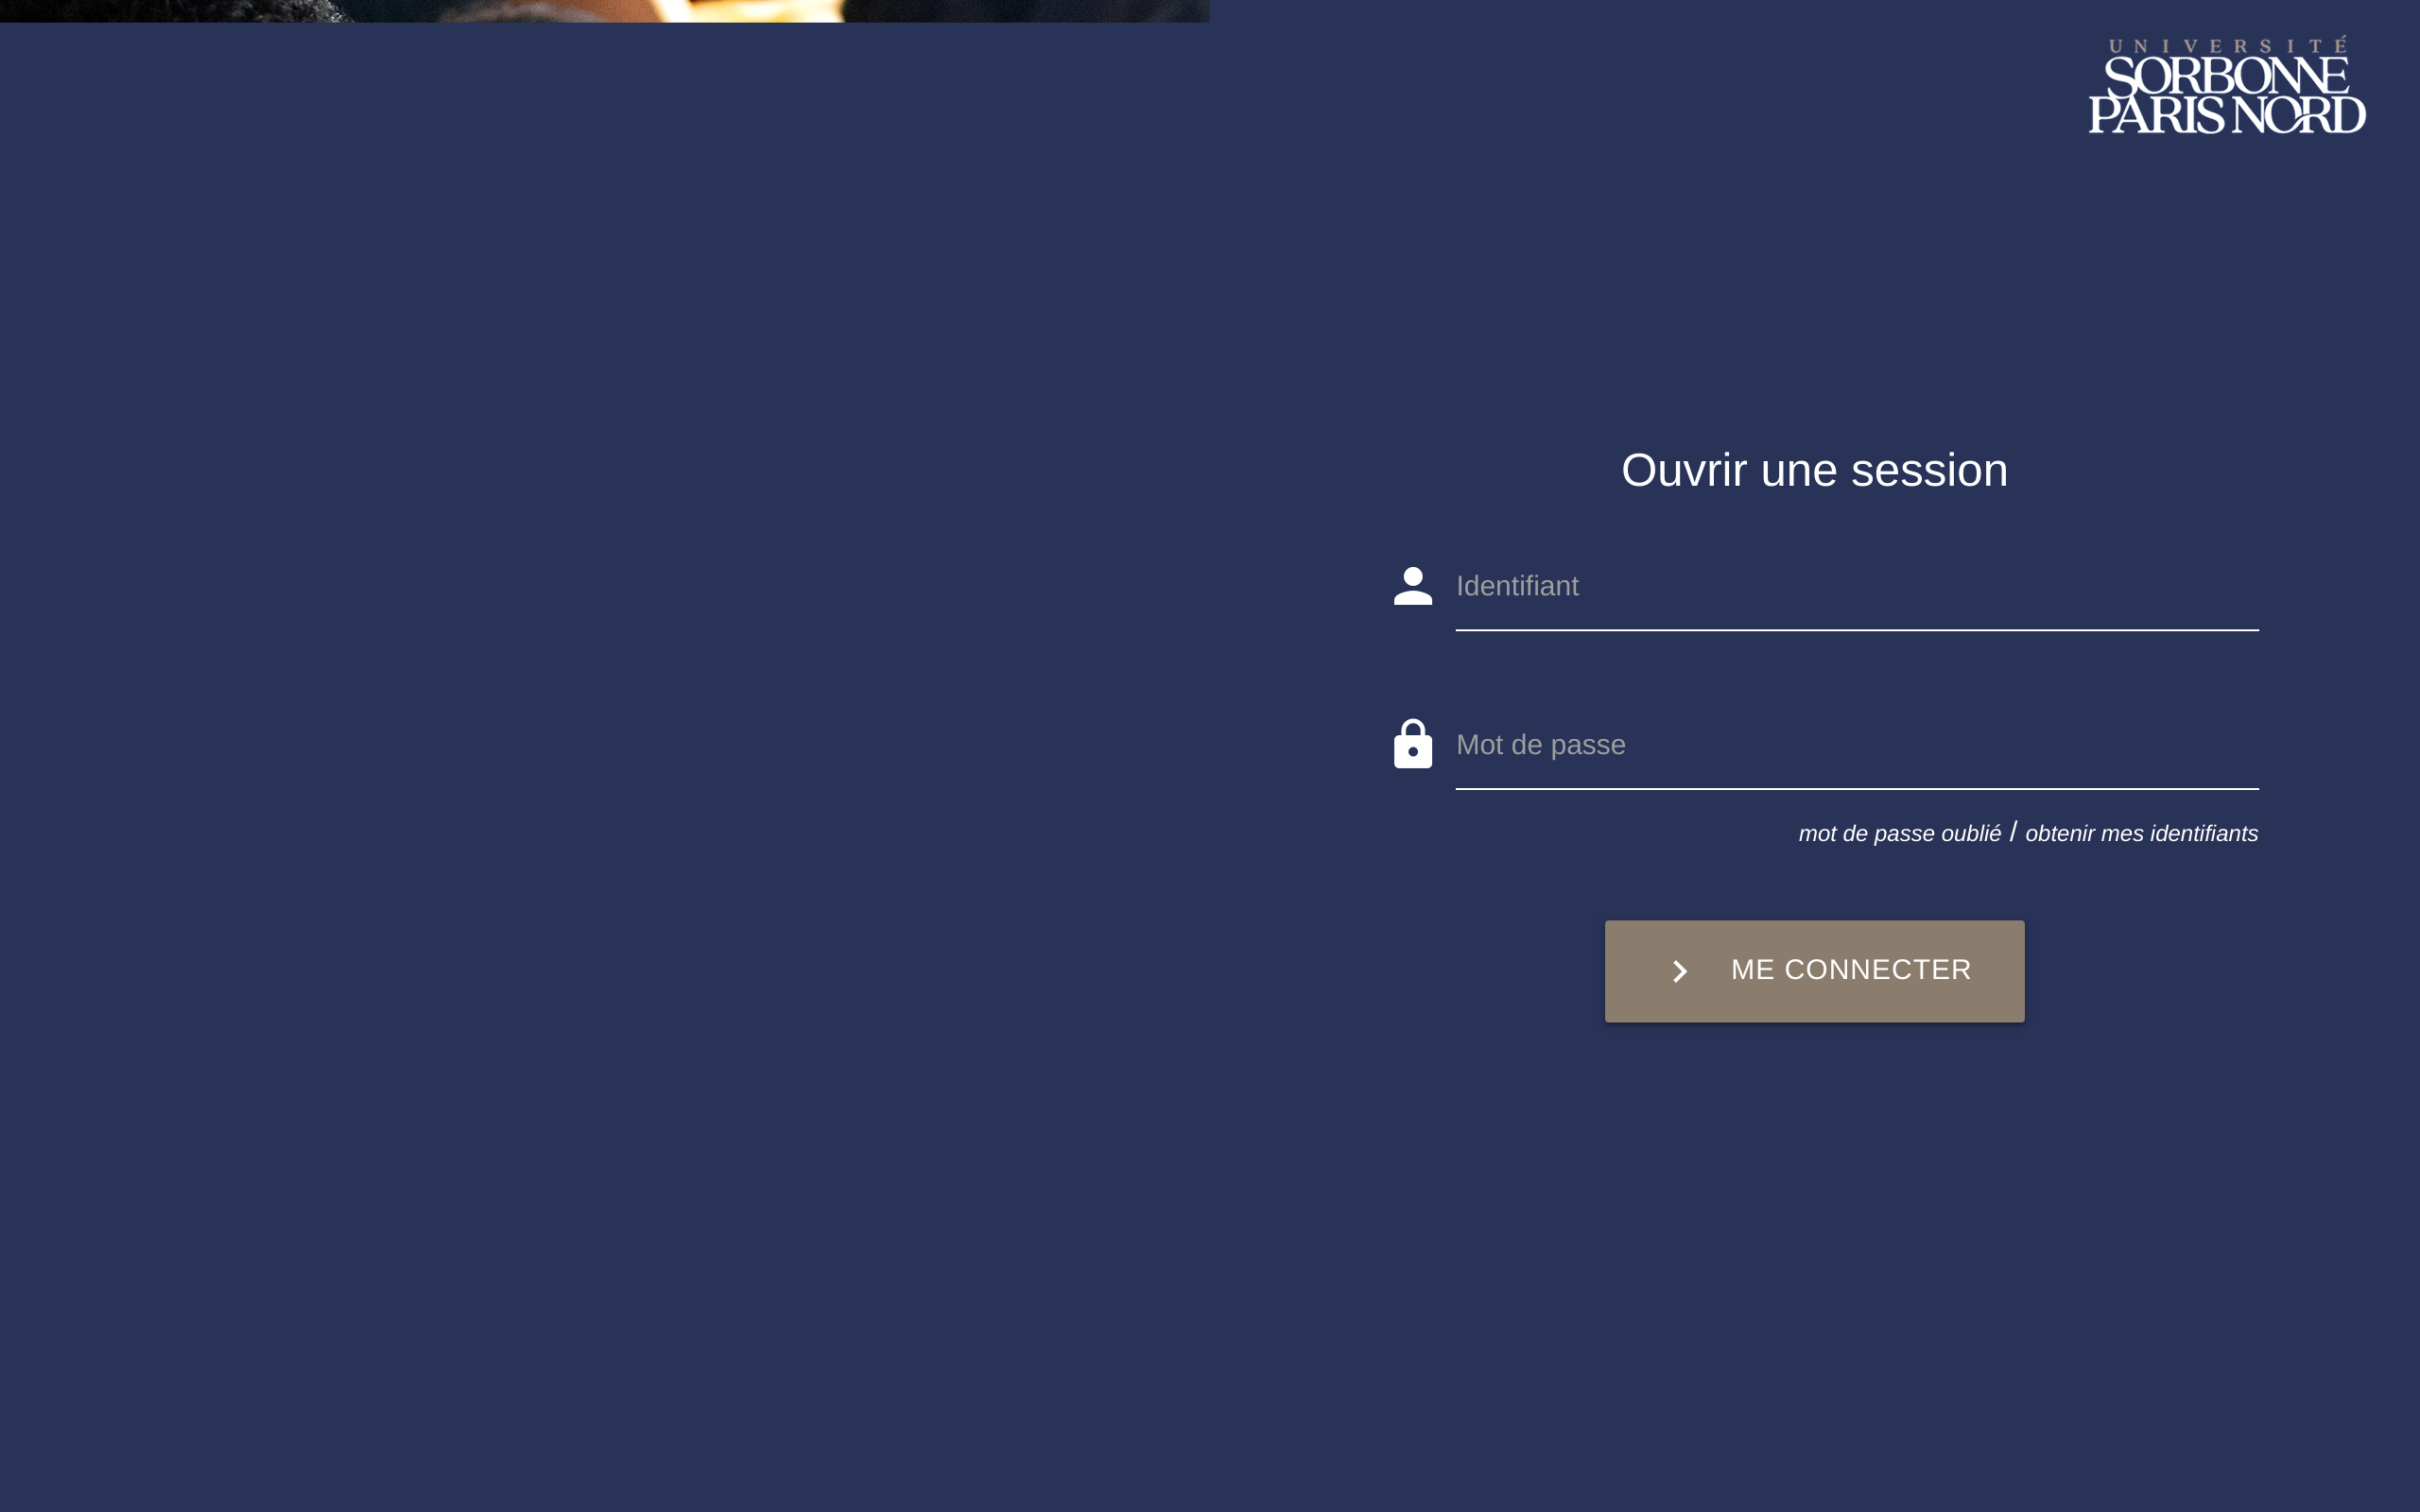 UNIVERSITÉ
SORBONNE
PARIS NORD
Ouvrir une session
Identifiant
Mot de passe
mot de passe oublié / obtenir mes identifiants
ME CONNECTER